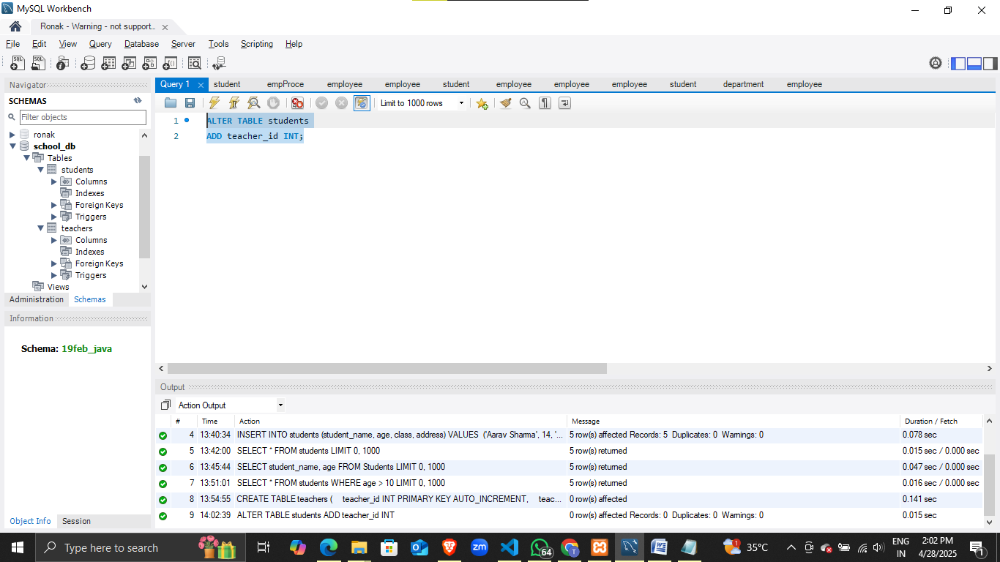 MySQL Workbench
Ronak - Warning - not support...
File Edit View Query Database Server Tools Scripting Help
Navigator
SCHEMAS
Filter objects
ronak
school_db
Tables
students
Columns
Indexes
Foreign Keys
Triggers
teachers
Columns
Indexes
Foreign Keys
Triggers
Views
Administration Schemas
Information
Schema: 19feb_java
Object Info Session
Query 1 student empProce employee employee student employee employee employee student department employee
Limit to 1000 rows
1 ALTER TABLE students
2 ADD teacher_id INT;
Output
Action Output
# Time Action Message Duration / Fetch
4 13:40:34 INSERT INTO students (student_name, age, class, address) VALUES ('Aarav Sharma', 14, '... 5 row(s) affected Records: 5 Duplicates: 0 Warnings: 0 0.078 sec
5 13:42:00 SELECT * FROM students LIMIT 0, 1000 5 row(s) returned 0.015 sec / 0.000 sec
6 13:45:44 SELECT student_name, age FROM Students LIMIT 0, 1000 5 row(s) returned 0.047 sec / 0.000 sec
7 13:51:01 SELECT * FROM students WHERE age > 10 LIMIT 0, 1000 5 row(s) returned 0.016 sec / 0.000 sec
8 13:54:55 CREATE TABLE teachers ( teacher_id INT PRIMARY KEY AUTO_INCREMENT, teac... 0 row(s) affected 0.141 sec
9 14:02:39 ALTER TABLE students ADD teacher_id INT 0 row(s) affected Records: 0 Duplicates: 0 Warnings: 0 0.015 sec
Type here to search
zm
64
T
1
35°C
ENG
IN
2:02 PM
4/28/2025
1